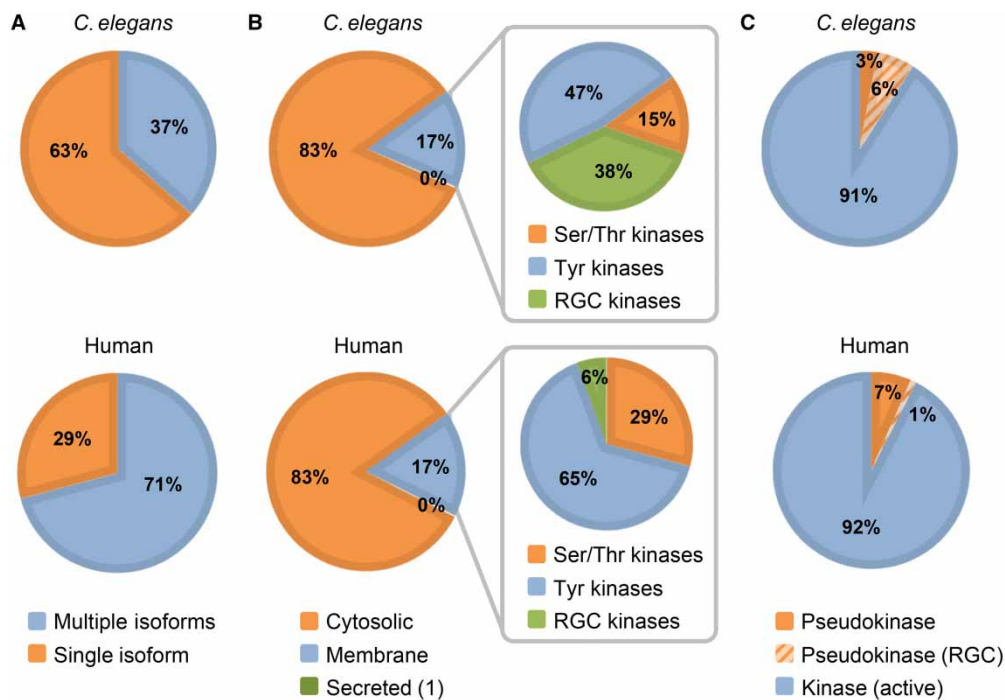 A
C. elegans
63%
37%
Human
29%
71%
Multiple isoforms
Single isoform
B
C. elegans
83%
17%
0%
47%
15%
38%
Ser/Thr kinases
Tyr kinases
RGC kinases
Human
83%
17%
0%
6%
29%
65%
Ser/Thr kinases
Tyr kinases
RGC kinases
Cytosolic
Membrane
Secreted (1)
C
C. elegans
3%
6%
91%
Human
7%
1%
92%
Pseudokinase
Pseudokinase (RGC)
Kinase (active)